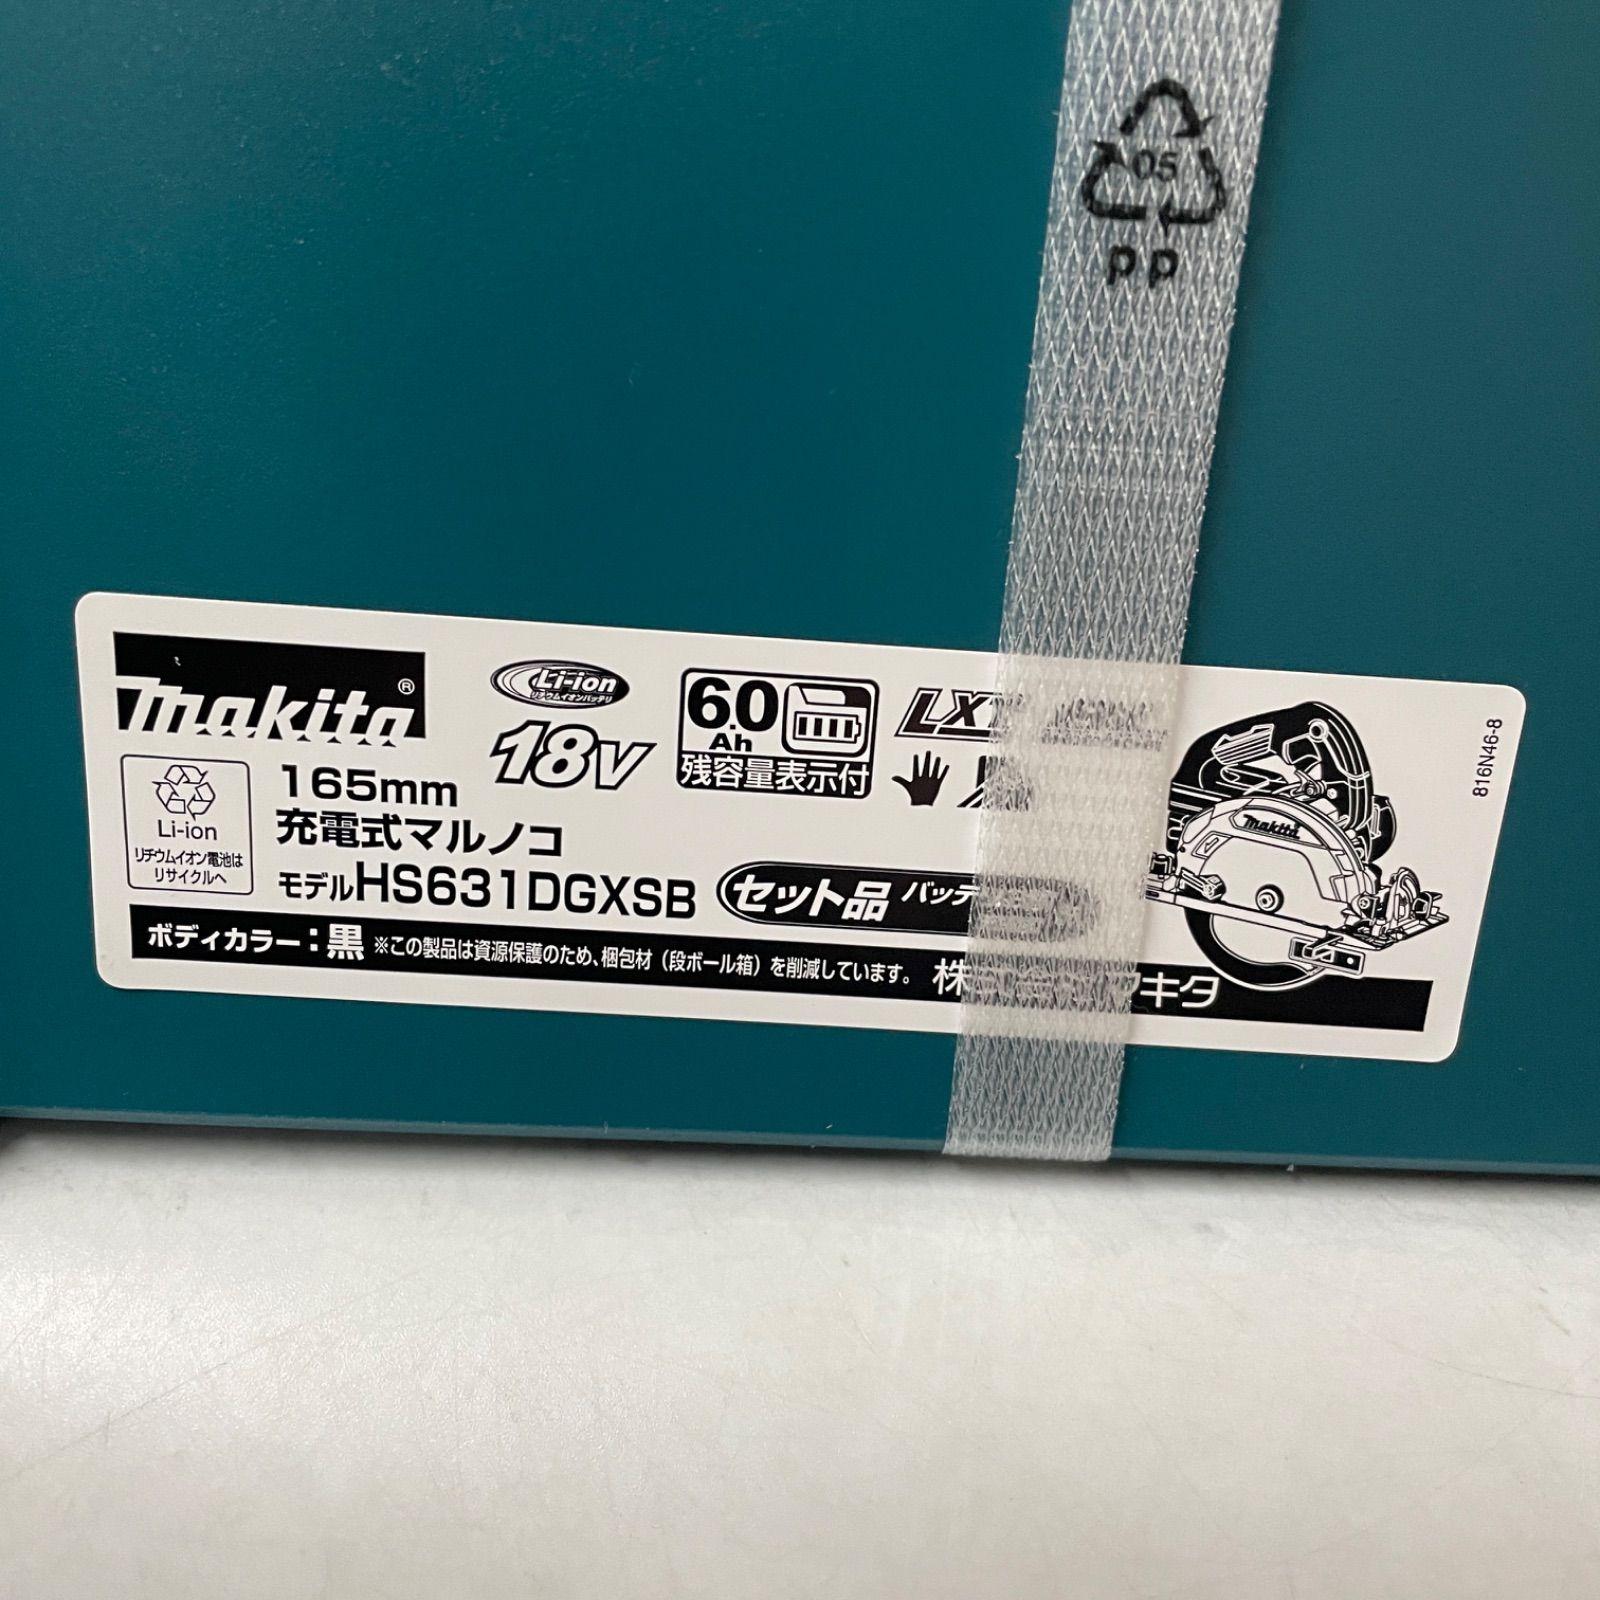 05
PP
makita®
Li-ion
リチウムイオンバッテリ
18V
6.0
Ah
残容量表示付
165mm
充電式マルノコ
モデルHS631DGXSB
セット品
Li-ion
リチウムイオン電池は
リサイクルへ
ボディカラー：黒 ※この製品は資源保護のため、梱包材（段ボール箱）を削減しています。
makita
816N46-8